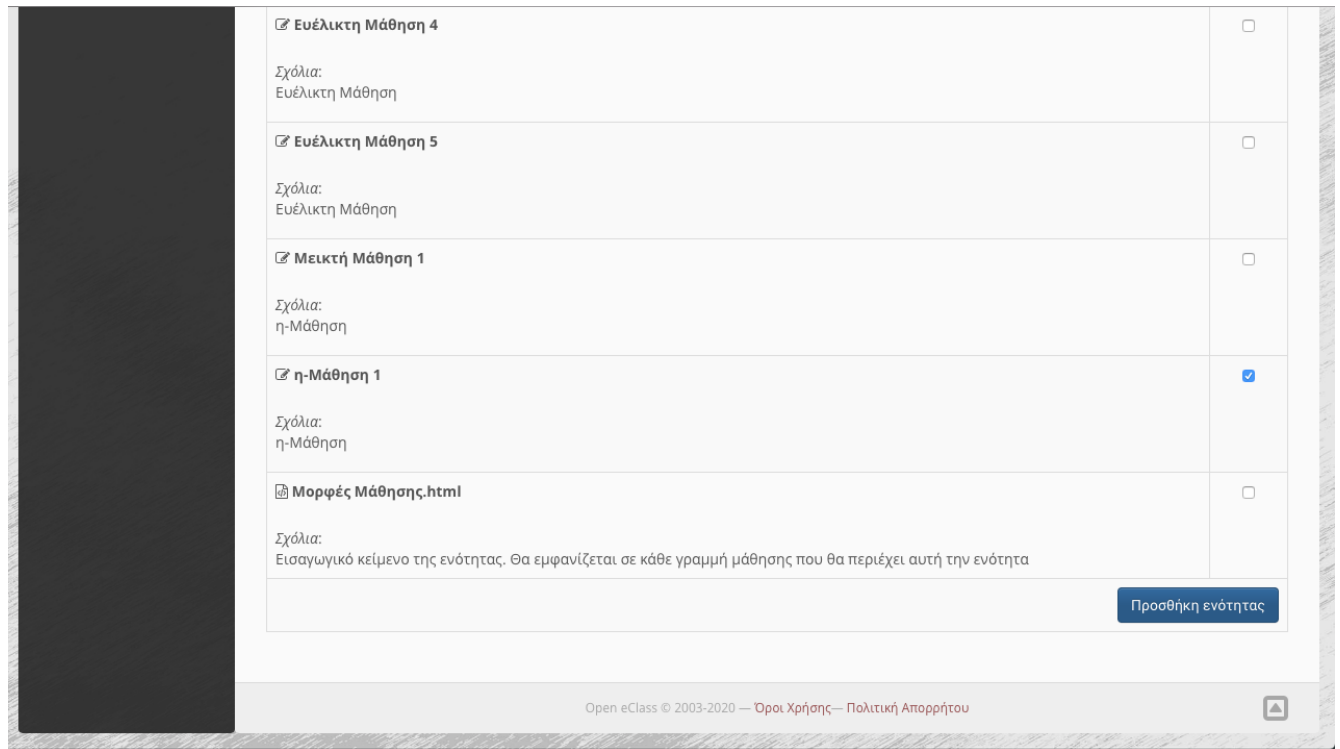 Ευέλικτη Μάθηση 4
Σχόλια:
Ευέλικτη Μάθηση
Ευέλικτη Μάθηση 5
Σχόλια:
Ευέλικτη Μάθηση
Μεικτή Μάθηση 1
Σχόλια:
η-Μάθηση
η-Μάθηση 1
Σχόλια:
η-Μάθηση
Μορφές Μάθησης.html
Σχόλια:
Εισαγωγικό κείμενο της ενότητας. Θα εμφανίζεται σε κάθε γραμμή μάθησης που θα περιέχει αυτή την ενότητα
Προσθήκη ενότητας
Open eClass © 2003-2020 — Όροι Χρήσης— Πολιτική Απορρήτου